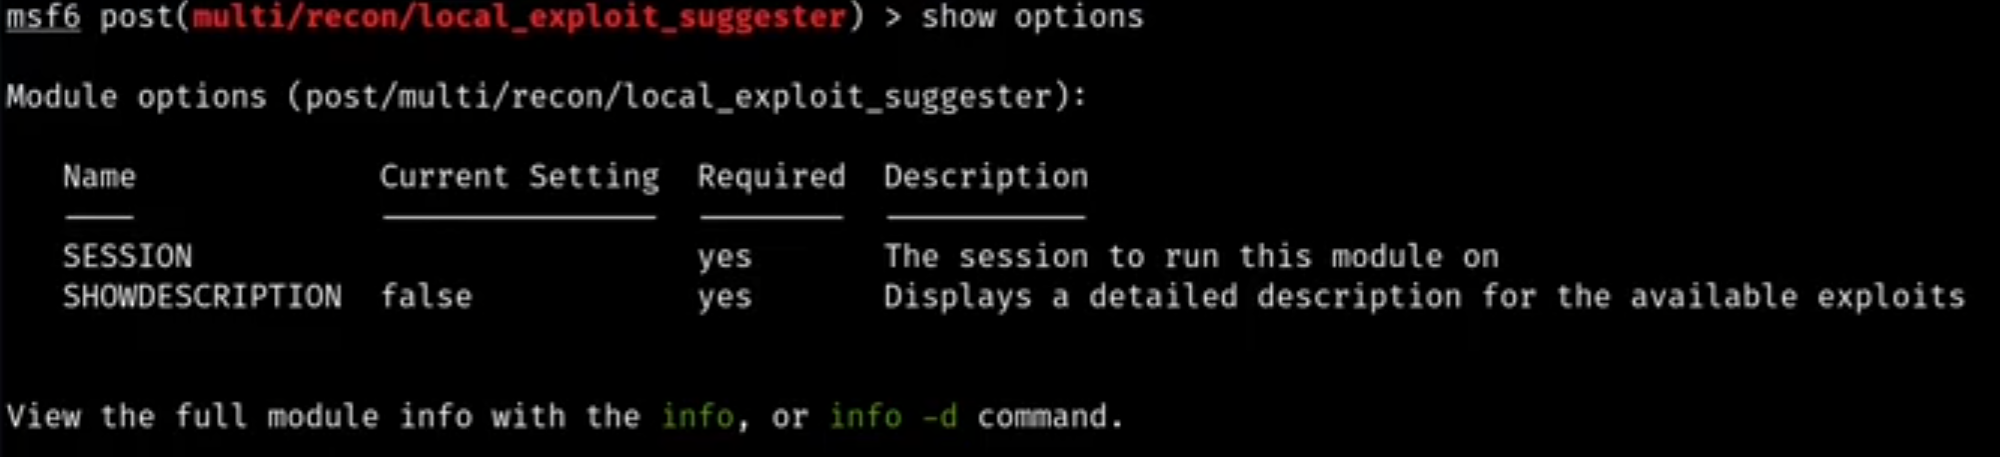 msf6 post(multi/recon/local_exploit_suggester) > show options
Module options (post/multi/recon/local_exploit_suggester):
Name Current Setting Required Description
SESSION yes The session to run this module on
SHOWDESCRIPTION false yes Displays a detailed description for the available exploits
View the full module info with the info, or info -d command.